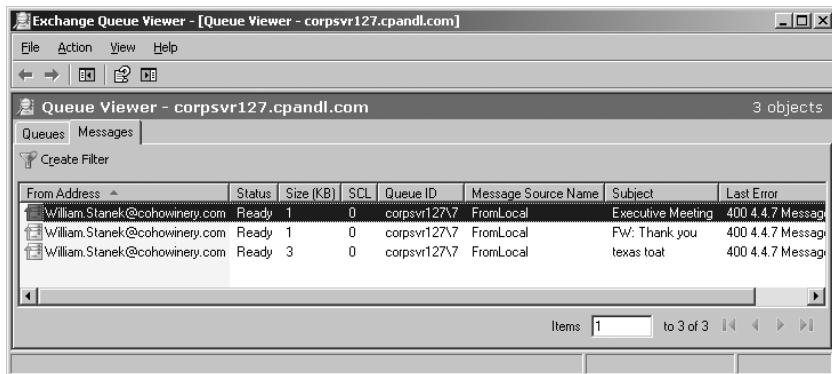 Exchange Queue Viewer - [Queue Viewer - corpsvr127.cpandl.com]
File Action View Help
Queue Viewer - corpsvr127.cpandl.com 3 objects
Queues Messages
Create Filter
From Address Status Size (KB) SCL Queue ID Message Source Name Subject Last Error
William.Stanek@cohowinery.com Ready 1 0 corpsvr127\7 FromLocal Executive Meeting 400 4.4.7 Messag
William.Stanek@cohowinery.com Ready 1 0 corpsvr127\7 FromLocal FW: Thank you 400 4.4.7 Messag
William.Stanek@cohowinery.com Ready 3 0 corpsvr127\7 FromLocal texas toat 400 4.4.7 Messag
Items 1 to 3 of 3